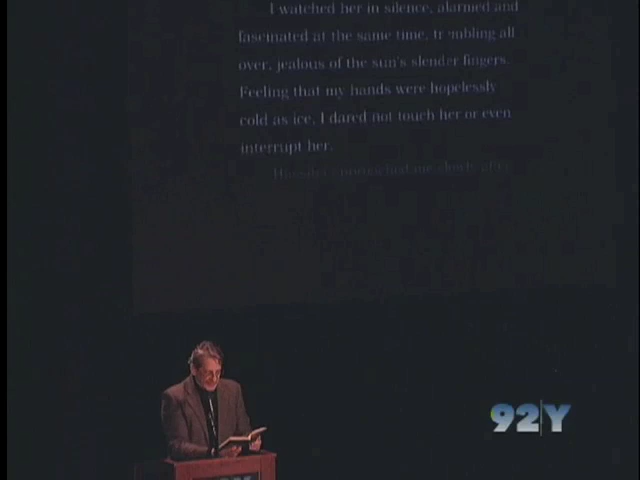 I watched her in silence, alarmed and
fascinated at the same time, trembling all
over, jealous of the sun's slender fingers.
Feeling that my hands were hopelessly
cold as ice, I dared not touch her or even
interrupt her.
92Y